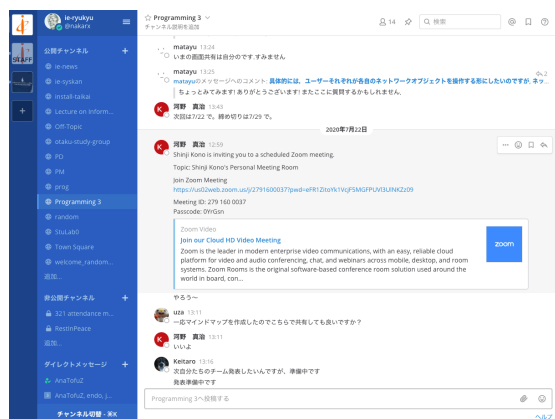 STAFF
ie-ryukyu
@nakarx
公開チャンネル
ie-news
ie-syskan
install-taikai
Lecture on Inform...
Off-Topic
otaku-study-group
PD
PM
prog
Programming 3
random
StuLab0
Town Square
welcome_random...
追加...
非公開チャンネル
321 attendance m...
RestInPeace
追加...
ダイレクトメッセージ
AnaTofuZ
AnaTofuZ, endo, j...
チャンネル切替 - ⌘K
Programming 3
チャンネル説明を追加
14
検索
matayu 13:24
いまの画面共有は自分のです.すみません
matayu 13:25
matayuのメッセージへのコメント: 具体的には、ユーザーそれぞれが各自のネットワークオブジェクトを操作する形にしたいのですが, ネッ...
2
ちょっとみてみます! ありがとうございます! またここに質問するかもしれません.
河野 真治 13:43
次回は7/22 で。締め切りは7/29 で。
2020年7月22日
河野 真治 12:59
Shinji Kono is inviting you to a scheduled Zoom meeting.
Topic: Shinji Kono's Personal Meeting Room
Join Zoom Meeting
Meeting ID: 279 160 0037
Passcode: 0YrGsn
Zoom Video
Join our Cloud HD Video Meeting
Zoom is the leader in modern enterprise video communications, with an easy, reliable cloud
platform for video and audio conferencing, chat, and webinars across mobile, desktop, and room
systems. Zoom Rooms is the original software-based conference room solution used around the
world in board, con...
zoom
やろう〜
uza 13:11
一応マインドマップを作成したのでこちらで共有しても良いですか？
河野 真治 13:11
いいよ
Keitaro 13:16
次自分たちのチーム発表したいんですが、準備中です
発表準備中です
Programming 3へ投稿する
ヘルプ